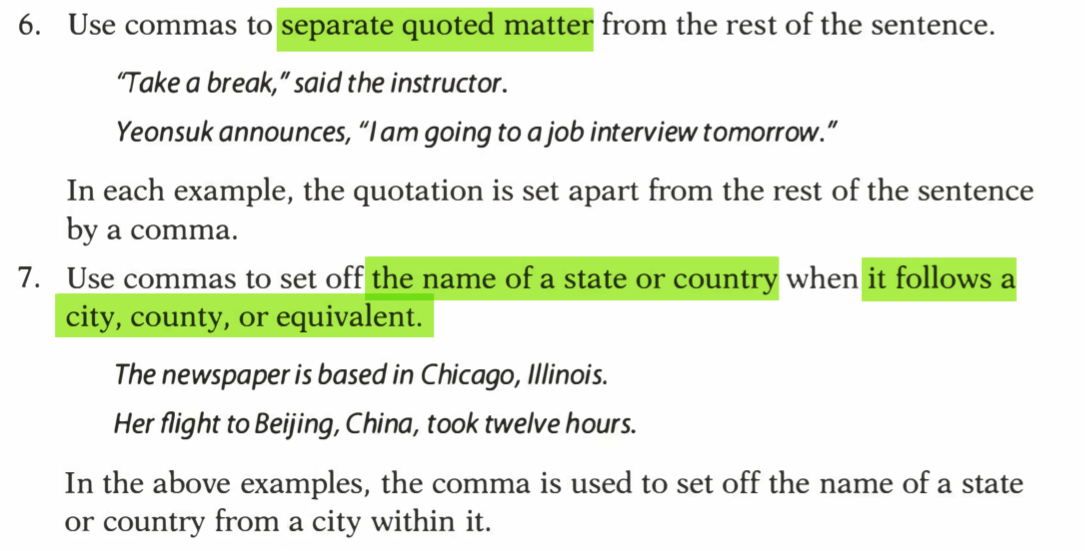 6. Use commas to separate quoted matter from the rest of the sentence.
“Take a break,” said the instructor.
Yeonsuk announces, “I am going to a job interview tomorrow.”
In each example, the quotation is set apart from the rest of the sentence
by a comma.
7. Use commas to set off the name of a state or country when it follows a
city, county, or equivalent.
The newspaper is based in Chicago, Illinois.
Her flight to Beijing, China, took twelve hours.
In the above examples, the comma is used to set off the name of a state
or country from a city within it.